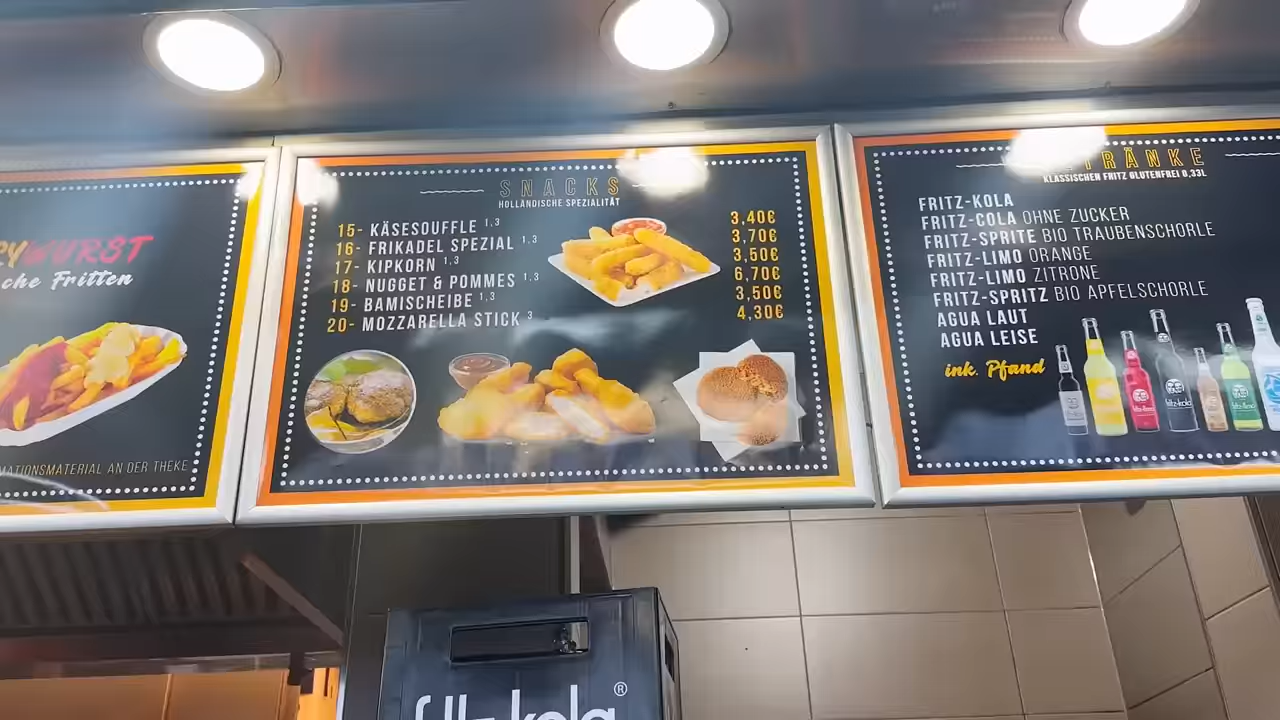 WURST
che Fritten
MATIONSMATERIAL AN DER THEKE
SNACKS
HOLLÄNDISCHE SPEZIALITÄT
15- KÄSESOUFFLE 1,3 3,40€
16- FRIKADEL SPEZIAL 1,3 3,70€
17- KIPKORN 1,3 3,50€
18- NUGGET & POMMES 1,3 6,70€
19- BAMISCHEIBE 1,3 3,50€
20- MOZZARELLA STICK 3 4,30€
TRÄNKE
KLASSISCHEN FRITZ GLUTENFREI 0,33L
FRITZ-KOLA
FRITZ-COLA OHNE ZUCKER
FRITZ-SPRITE BIO TRAUBENSCHORLE
FRITZ-LIMO ORANGE
FRITZ-LIMO ZITRONE
FRITZ-SPRITZ BIO APFELSCHORLE
AGUA LAUT
AGUA LEISE
ink. Pfand
fritz-kola
fritz-kola®